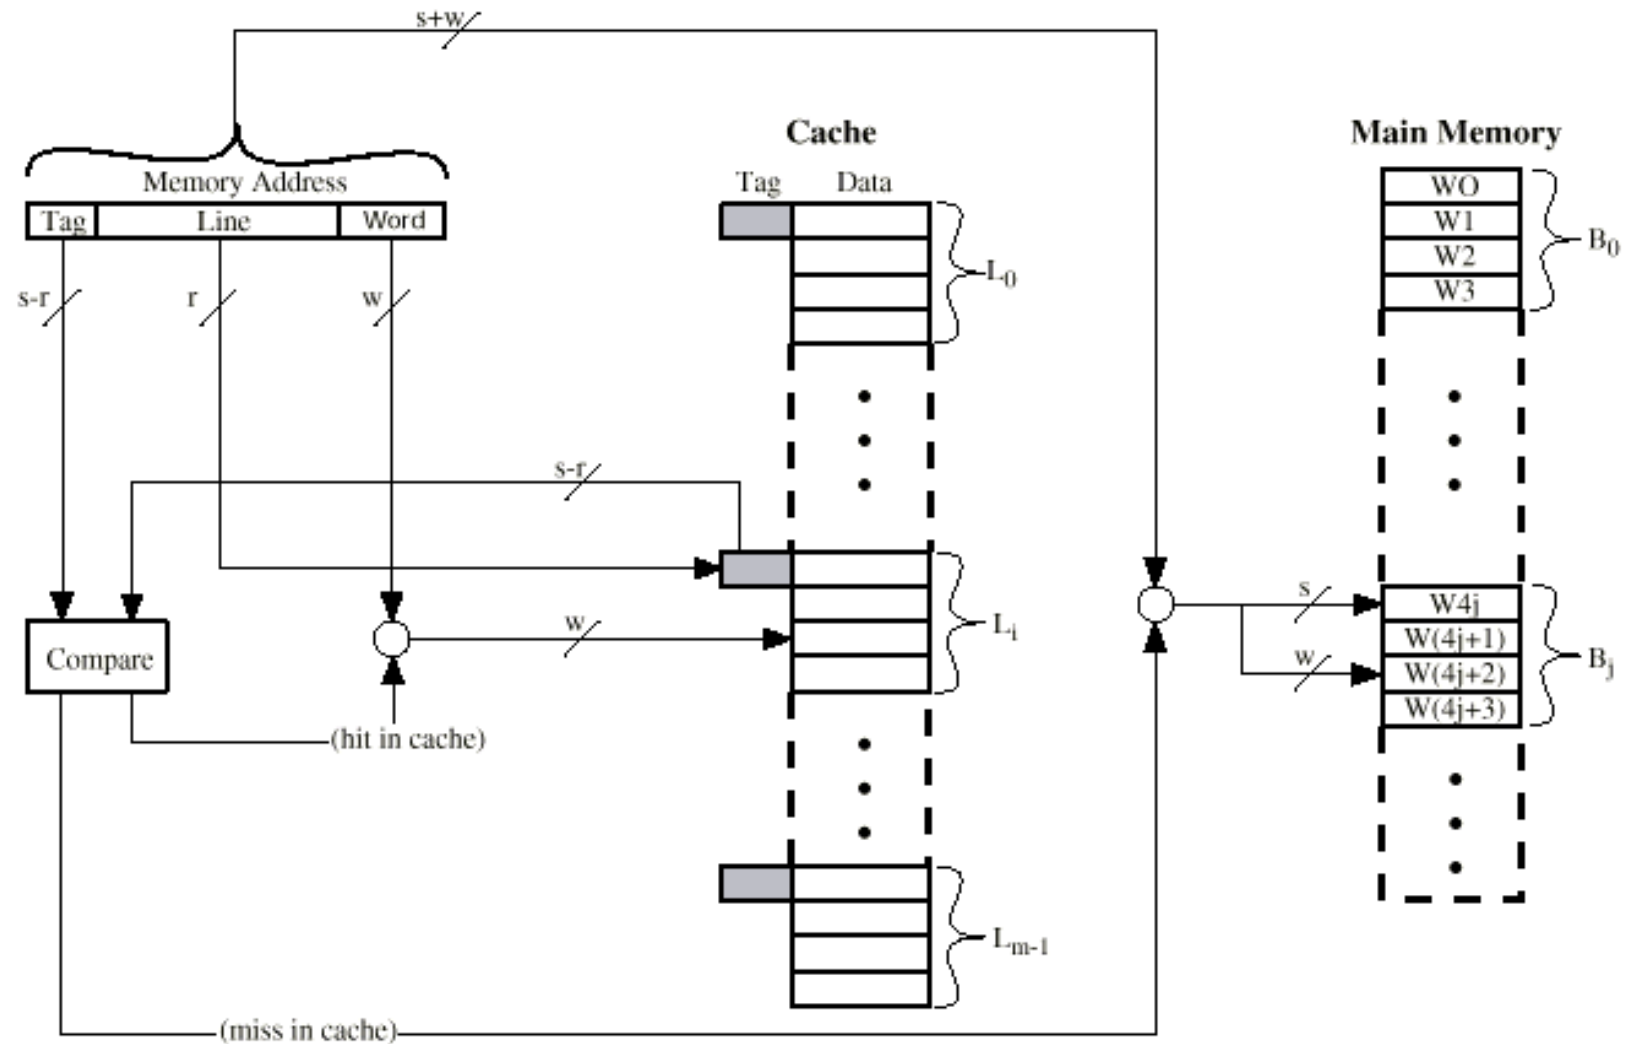 s+w
Cache
Main Memory
Memory Address
Tag Data
Tag Line Word
WO
W1
W2
W3
B0
L0
s-r
r
w
s-r
Compare
w
(hit in cache)
Li
s
w
W4j
W(4j+1)
W(4j+2)
W(4j+3)
Bj
Lm-1
(miss in cache)